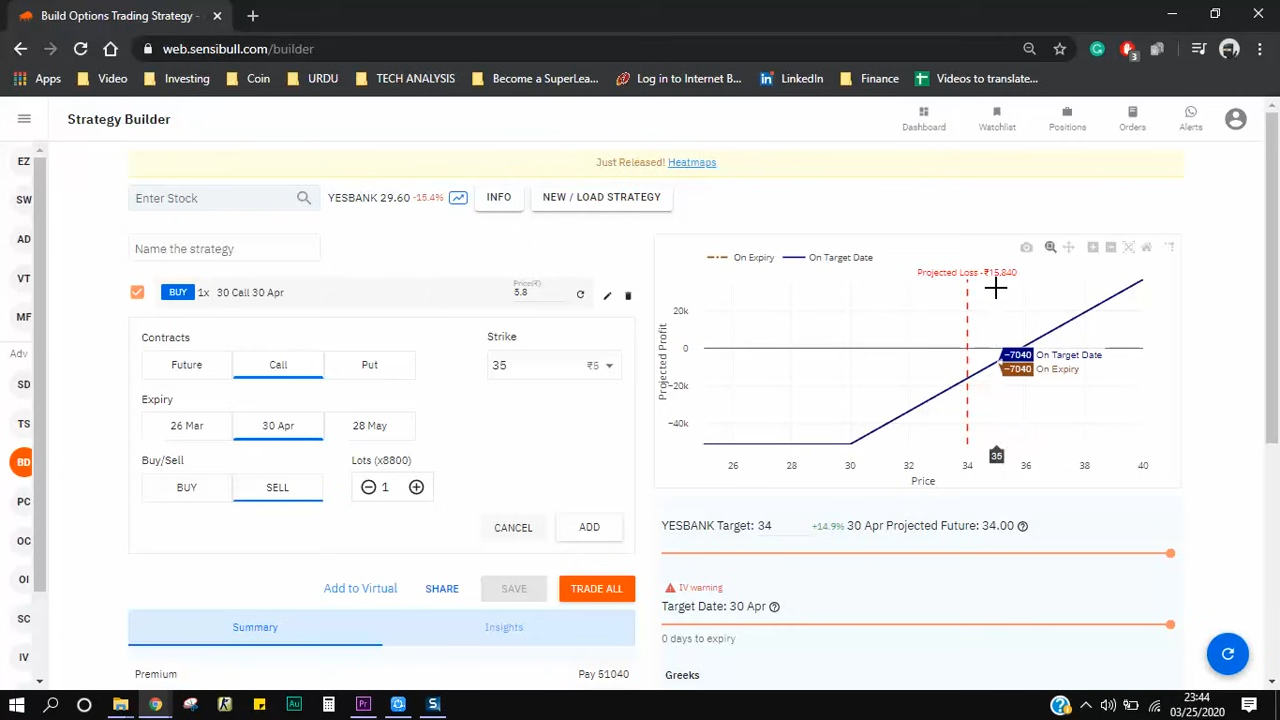 Build Options Trading Strategy -
web.sensibull.com/builder
3
Apps Video Investing Coin URDU TECH ANALYSIS Become a SuperLea... Log in to Internet B... LinkedIn Finance Videos to translate...
Strategy Builder
Dashboard Watchlist Positions Orders Alerts
Just Released! Heatmaps
EZ
SW
AD
VT
MF
Adv
SD
TS
BD
PC
OC
OI
SC
IV
Enter Stock YESBANK 29.60 -15.4% INFO NEW / LOAD STRATEGY
Name the strategy
BUY 1x 30 Call 30 Apr Price(₹) 5.8
Contracts Strike
Future Call Put 35 ₹5
Expiry
26 Mar 30 Apr 28 May
Buy/Sell Lots (x8800)
BUY SELL 1
CANCEL ADD
Add to Virtual SHARE SAVE TRADE ALL
Summary Insights
Premium Pay 51040
On Expiry On Target Date
Projected Loss -₹15,840
Projected Profit
20k
0
−20k
−40k
−7040 On Target Date
−7040 On Expiry
35
26 28 30 32 34 36 38 40
Price
YESBANK Target: 34 +14.9% 30 Apr Projected Future: 34.00
IV warning
Target Date: 30 Apr
0 days to expiry
Greeks
Au Pr S
23:44
03/25/2020